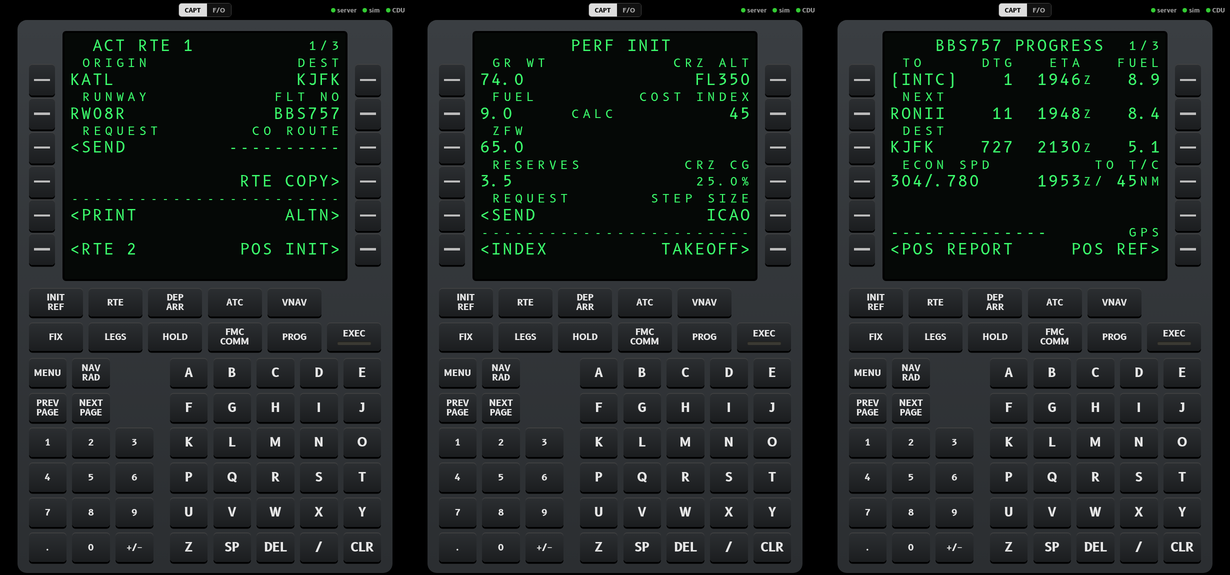 CAPT F/O server sim CDU
ACT RTE 1 1/3
ORIGIN DEST
KATL KJFK
RUNWAY FLT NO
RW08R BBS757
REQUEST CO ROUTE
<SEND ----------
RTE COPY>
------------------------
<PRINT ALTN>
<RTE 2 POS INIT>
INIT REF RTE DEP ARR ATC VNAV
FIX LEGS HOLD FMC COMM PROG EXEC
MENU NAV RAD A B C D E
PREV PAGE NEXT PAGE F G H I J
1 2 3 K L M N O
4 5 6 P Q R S T
7 8 9 U V W X Y
. 0 +/- Z SP DEL / CLR
CAPT F/O server sim CDU
PERF INIT
GR WT CRZ ALT
74.0 FL350
FUEL COST INDEX
9.0 CALC 45
ZFW
65.0
RESERVES CRZ CG
3.5 25.0%
REQUEST STEP SIZE
<SEND ICAO
------------------------
<INDEX TAKEOFF>
INIT REF RTE DEP ARR ATC VNAV
FIX LEGS HOLD FMC COMM PROG EXEC
MENU NAV RAD A B C D E
PREV PAGE NEXT PAGE F G H I J
1 2 3 K L M N O
4 5 6 P Q R S T
7 8 9 U V W X Y
. 0 +/- Z SP DEL / CLR
CAPT F/O server sim CDU
BBS757 PROGRESS 1/3
TO DTG ETA FUEL
[INTC] 1 1946Z 8.9
NEXT
RONII 11 1948Z 8.4
DEST
KJFK 727 2130Z 5.1
ECON SPD TO T/C
304/.780 1953Z/ 45NM
-------------- GPS
<POS REPORT POS REF>
INIT REF RTE DEP ARR ATC VNAV
FIX LEGS HOLD FMC COMM PROG EXEC
MENU NAV RAD A B C D E
PREV PAGE NEXT PAGE F G H I J
1 2 3 K L M N O
4 5 6 P Q R S T
7 8 9 U V W X Y
. 0 +/- Z SP DEL / CLR